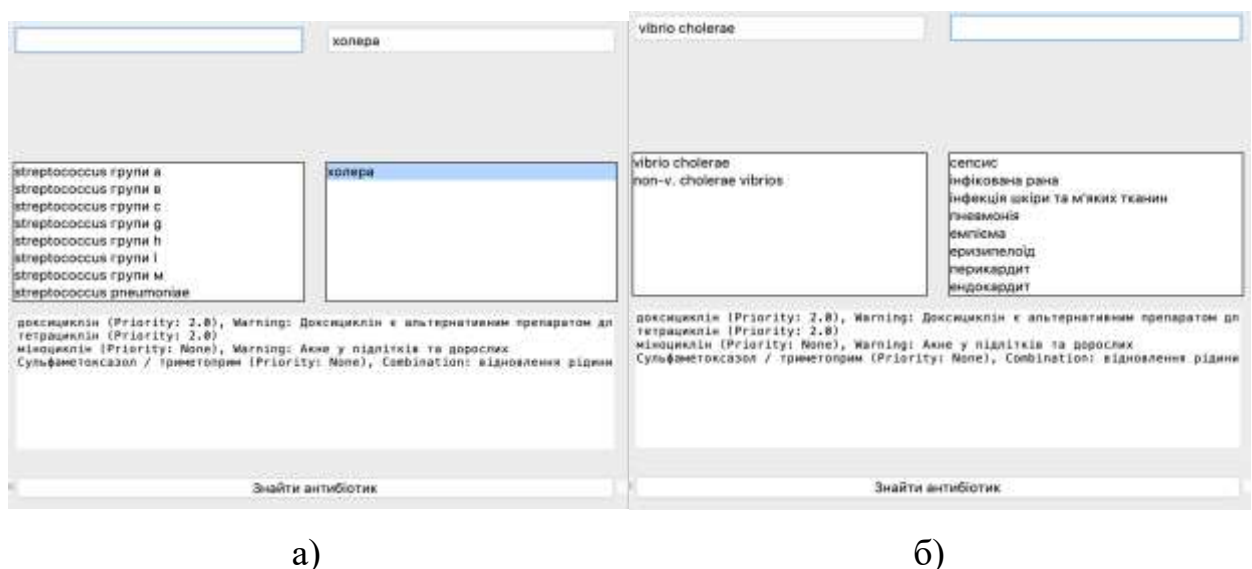 холера
streptococcus групи а
streptococcus групи в
streptococcus групи с
streptococcus групи g
streptococcus групи h
streptococcus групи l
streptococcus групи м
streptococcus pneumoniae
холера
доксициклін (Priority: 2.0), Warning: Доксициклін є альтернативним препаратом дл
тетрациклін (Priority: 2.0)
міноциклін (Priority: None), Warning: Акне у підлітків та дорослих
Сульфаметоксазол / триметоприм (Priority: None), Combination: відновлення рідини
Знайти антибіотик
а)
vibrio cholerae
vibrio cholerae
non-v. cholerae vibrios
сепсис
інфікована рана
інфекція шкіри та м'яких тканин
пневмонія
емпієма
еризипелоїд
перикардит
ендокардит
доксициклін (Priority: 2.0), Warning: Доксициклін є альтернативним препаратом дл
тетрациклін (Priority: 2.0)
міноциклін (Priority: None), Warning: Акне у підлітків та дорослих
Сульфаметоксазол / триметоприм (Priority: None), Combination: відновлення рідини
Знайти антибіотик
б)